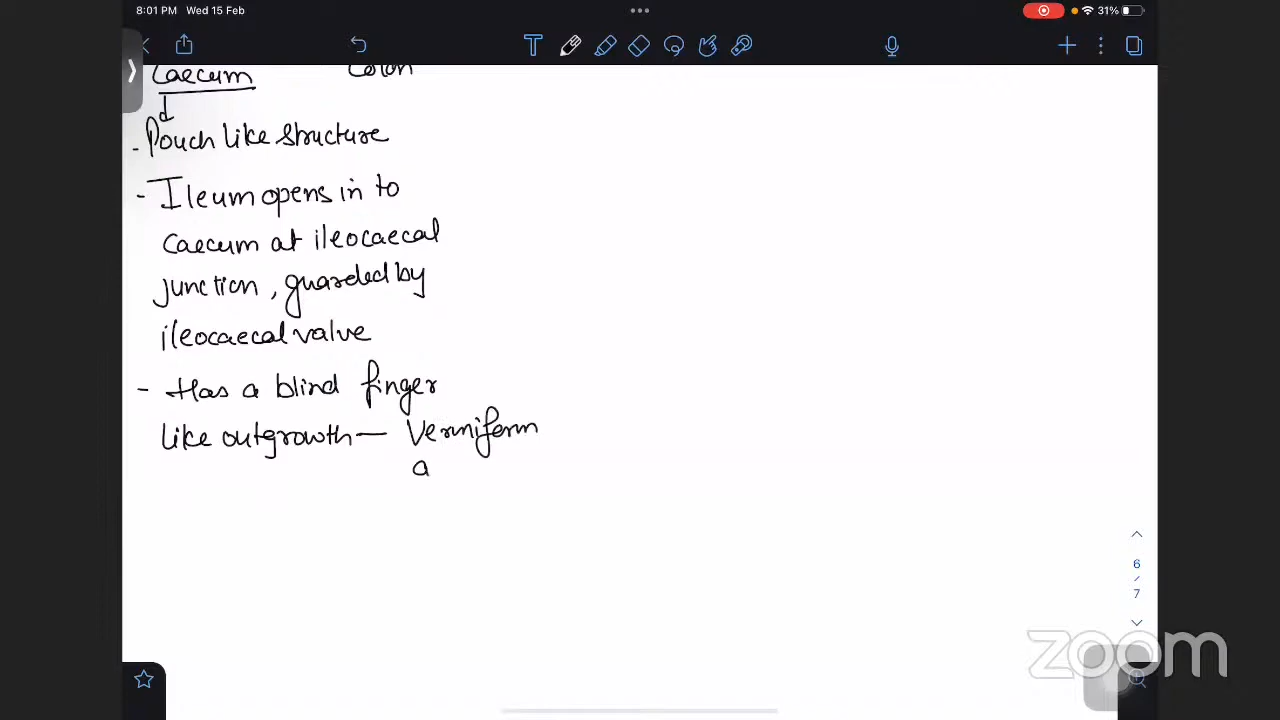 8:01 PM Wed 15 Feb
31%
Caecum Colon
- Pouch like structure
- Ileum opens in to
caecum at ileocaecal
junction, guarded by
ileocaecal valve
- Has a blind finger
like outgrowth — Vermiform
a
6
/
7
zoom